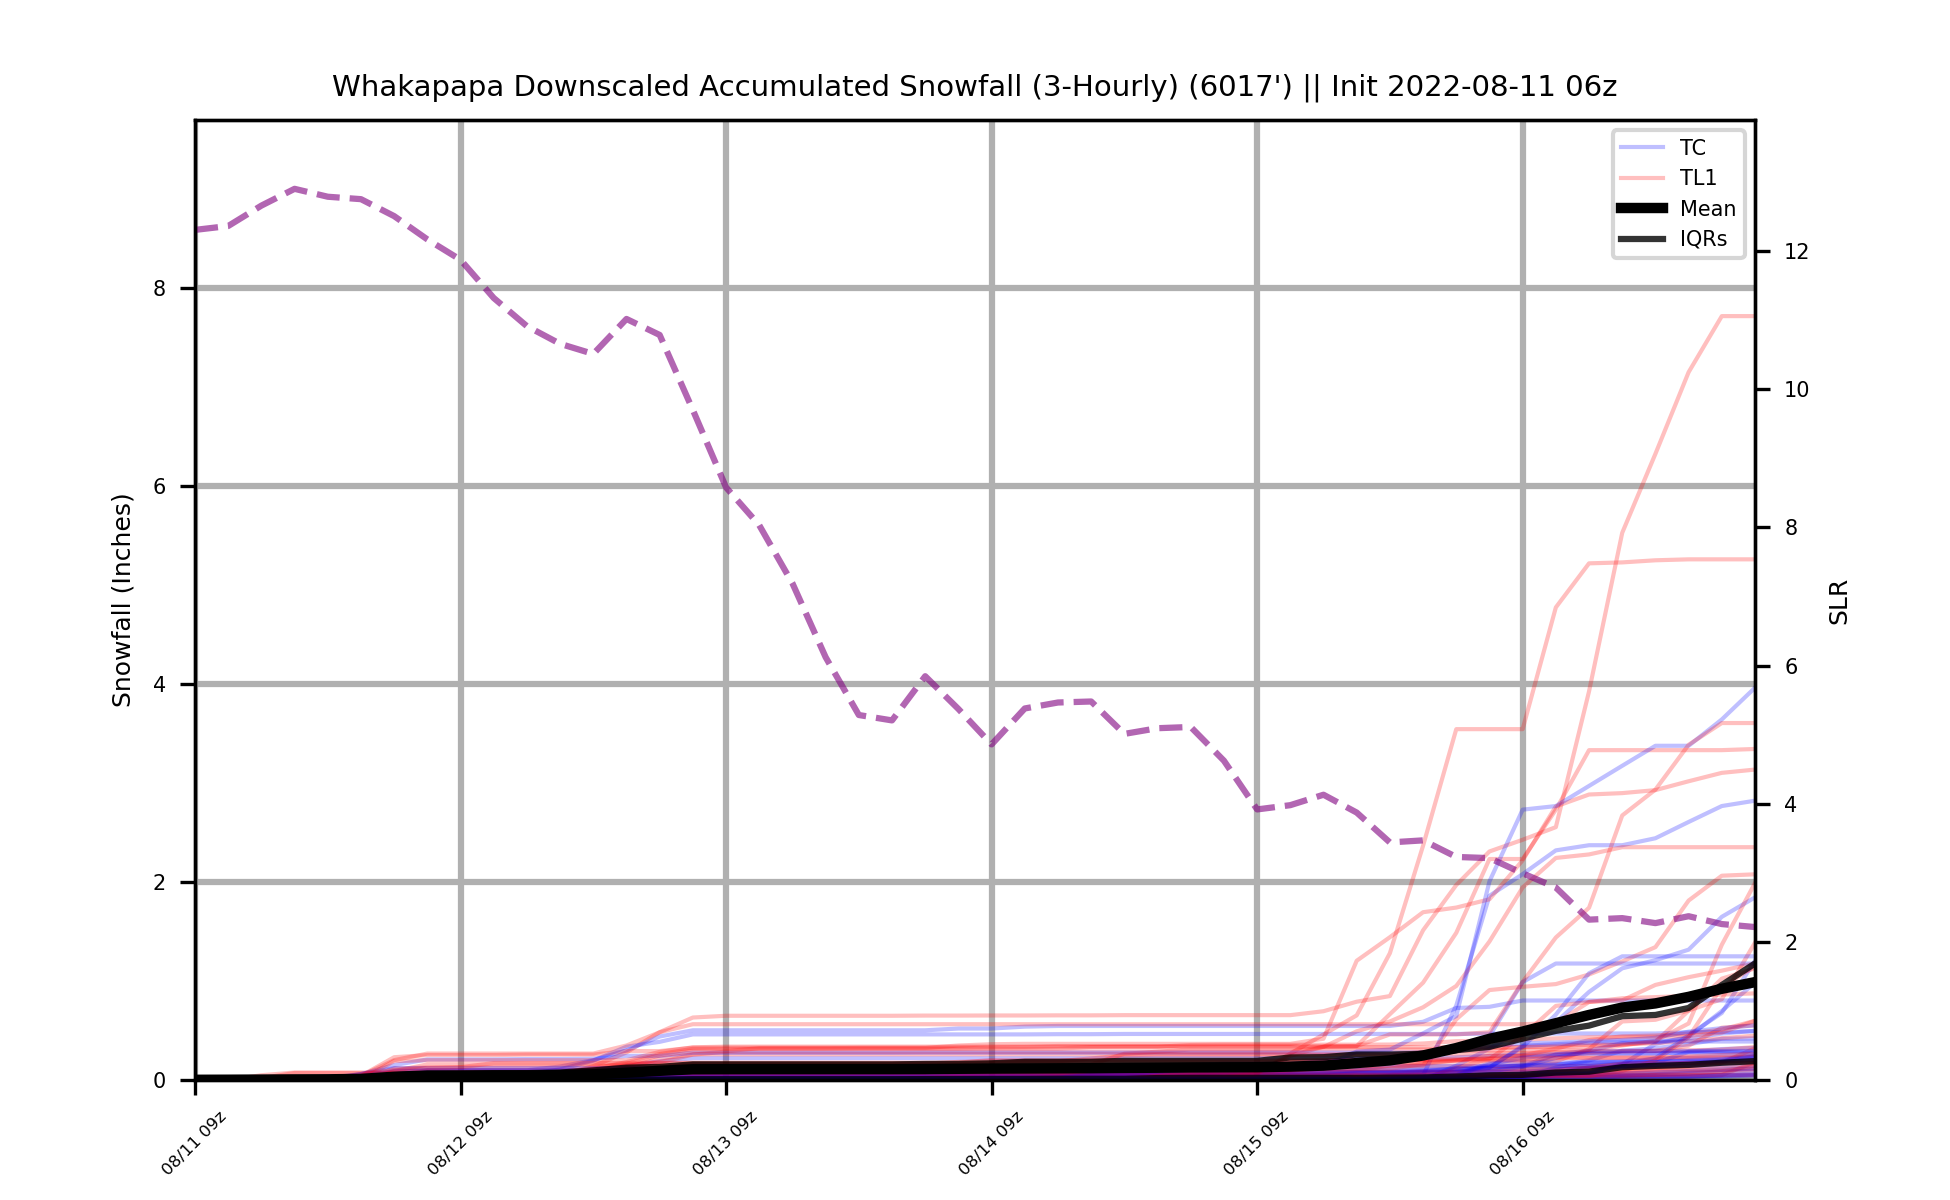 Whakapapa Downscaled Accumulated Snowfall (3-Hourly) (6017') || Init 2022-08-11 06z
TC
TL1
Mean
IQRs
Snowfall (Inches)
8
6
4
2
0
12
10
8
6
4
2
0
SLR
08/11 09z
08/12 09z
08/13 09z
08/14 09z
08/15 09z
08/16 09z